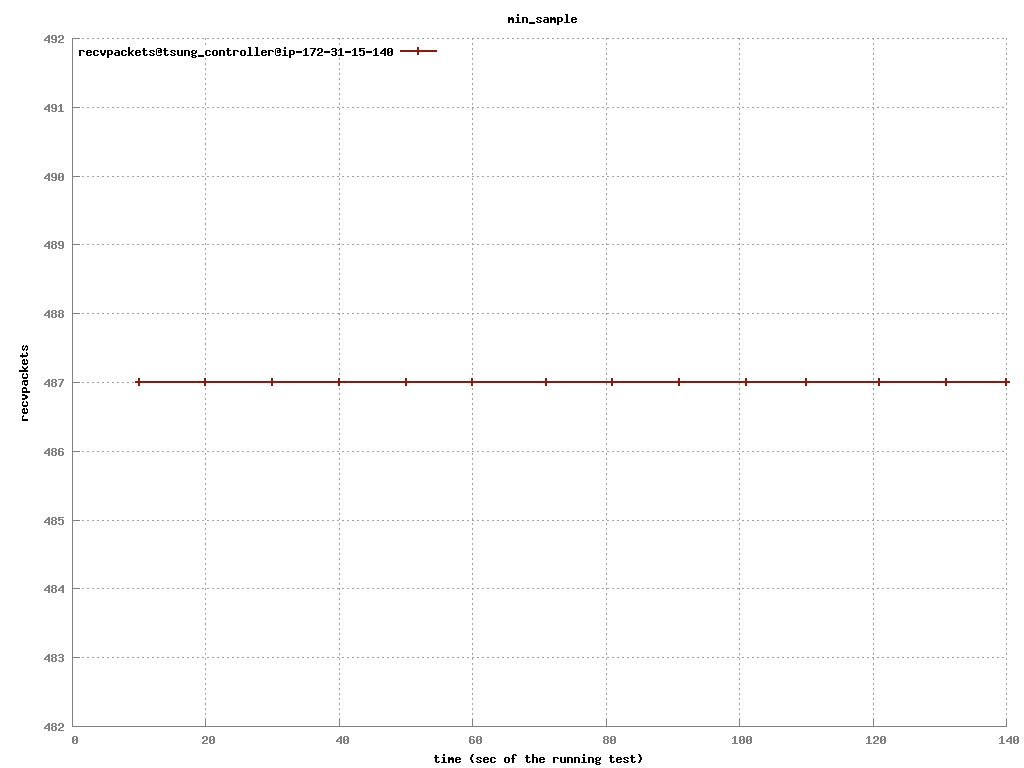 min_sample
recvpackets@tsung_controller@ip-172-31-15-140
492
491
490
489
488
487
486
485
484
483
482
recvpackets
0 20 40 60 80 100 120 140
time (sec of the running test)